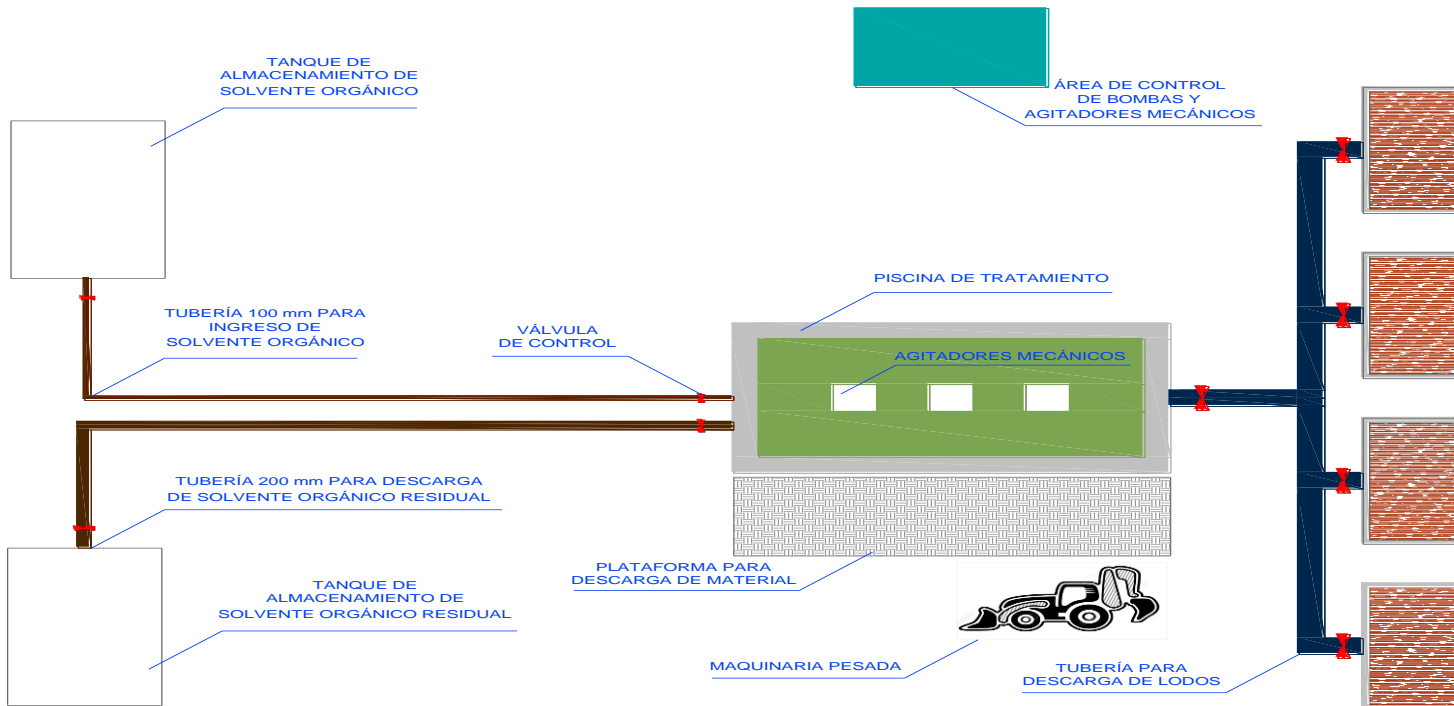 TANQUE DE
ALMACENAMIENTO DE
SOLVENTE ORGÁNICO
ÁREA DE CONTROL
DE BOMBAS Y
AGITADORES MECÁNICOS
PISCINA DE TRATAMIENTO
TUBERÍA 100 mm PARA
INGRESO DE
SOLVENTE ORGÁNICO
VÁLVULA
DE CONTROL
AGITADORES MECÁNICOS
TUBERÍA 200 mm PARA DESCARGA
DE SOLVENTE ORGÁNICO RESIDUAL
PLATAFORMA PARA
DESCARGA DE MATERIAL
TANQUE DE
ALMACENAMIENTO DE
SOLVENTE ORGÁNICO RESIDUAL
MAQUINARIA PESADA
TUBERÍA PARA
DESCARGA DE LODOS